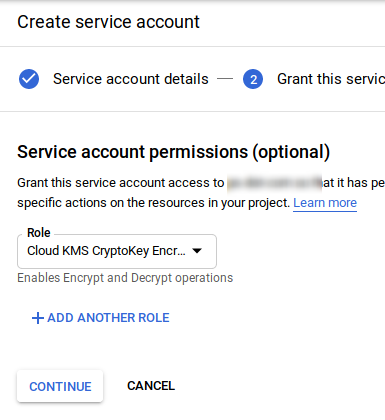 Create service account
Service account details
2 Grant this servic
Service account permissions (optional)
Grant this service account access to at it has pe
specific actions on the resources in your project. Learn more
Role
Cloud KMS CryptoKey Encr...
Enables Encrypt and Decrypt operations
ADD ANOTHER ROLE
CONTINUE
CANCEL